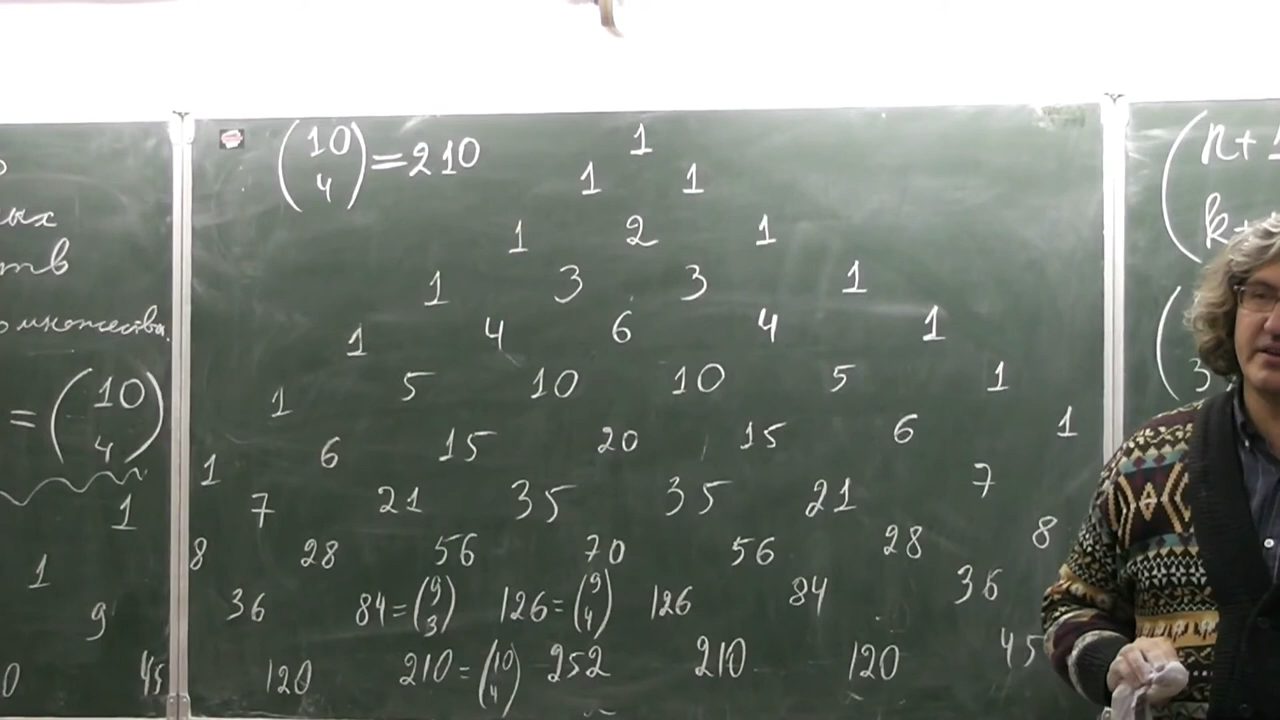 ых
тв
омножества.
= (10 4)
(10 4) = 210
1
1 1
1 2 1
1 3 3 1
1 4 6 4 1
1 5 10 10 5 1
1 6 15 20 15 6 1
1 7 21 35 35 21 7
1 8 28 56 70 56 28 8
9 36 84 = (9 3) 126 = (9 4) 126 84 36
0 45 120 210 = (10 4) 252 210 120 45
(n+1
k+
(
3